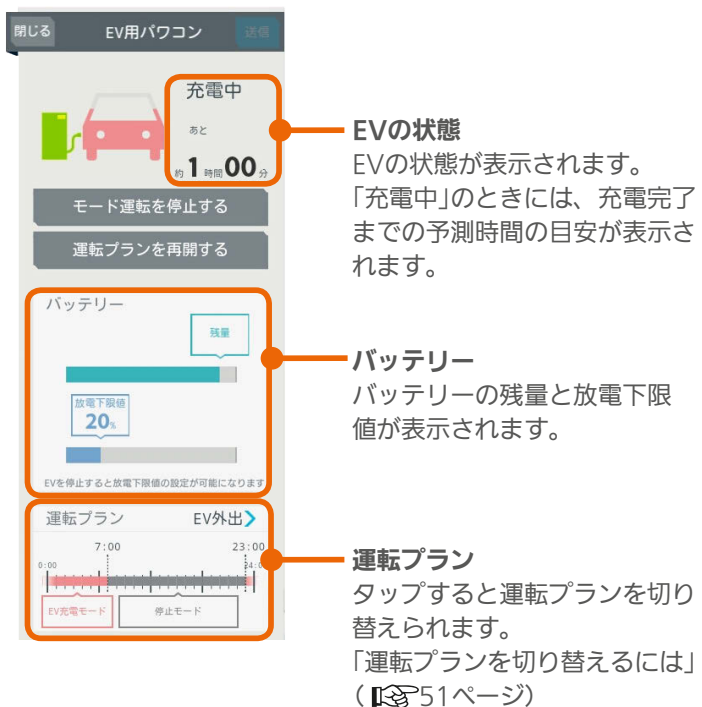 閉じる
EV用パワコン
送信
充電中
あと
約1時間00分
モード運転を停止する
運転プランを再開する
バッテリー
残量
放電下限値
20%
EVを停止すると放電下限値の設定が可能になります
運転プラン
EV外出
7:00
23:00
0:00
24:00
EV充電モード
停止モード
EVの状態
EVの状態が表示されます。
「充電中」のときには、充電完了
までの予測時間の目安が表示さ
れます。
バッテリー
バッテリーの残量と放電下限
値が表示されます。
運転プラン
タップすると運転プランを切り
替えられます。
「運転プランを切り替えるには」
(51ページ)